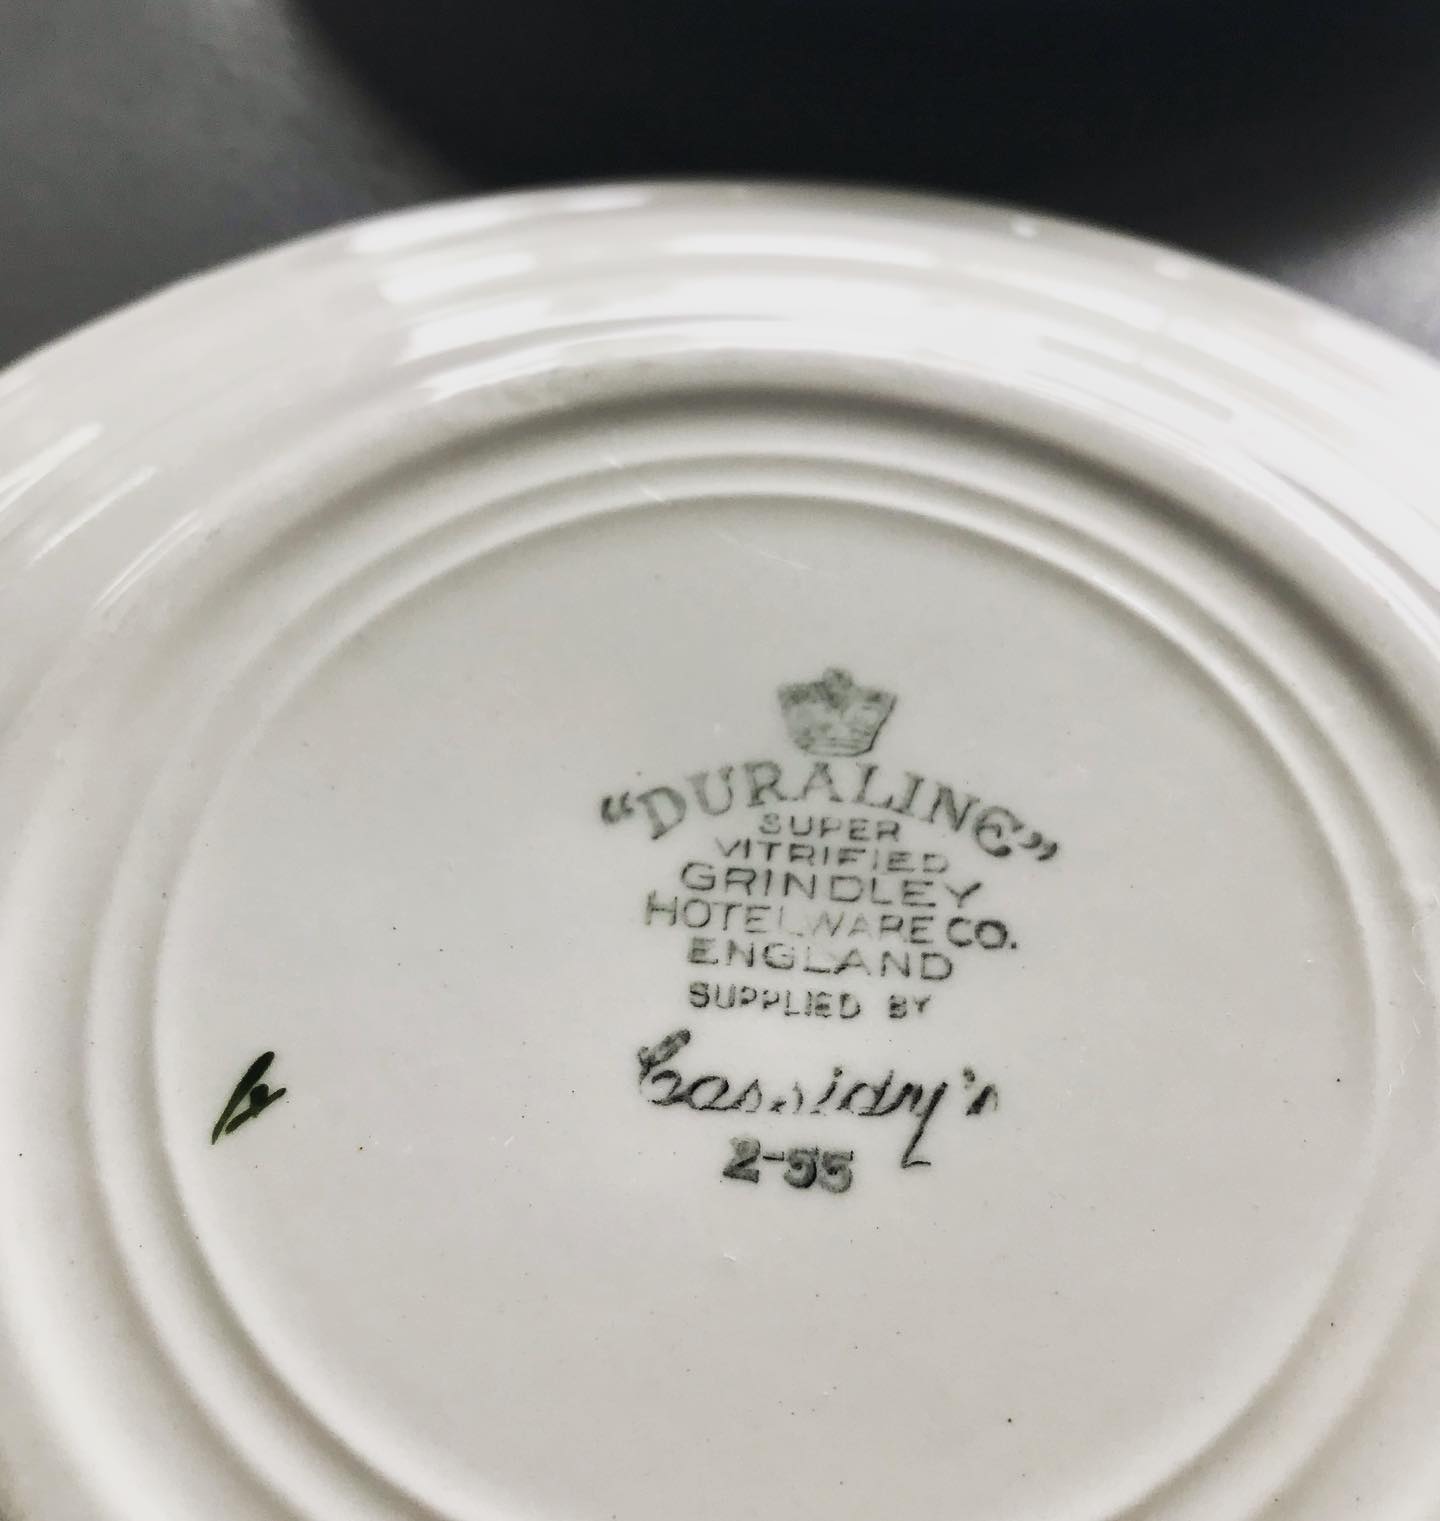 "DURALINE"
SUPER
VITRIFIED
GRINDLEY
HOTELWARE CO.
ENGLAND
SUPPLIED BY
Cassidy's
2-55